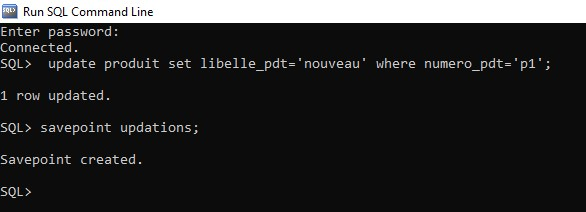 Run SQL Command Line
Enter password:
Connected.
SQL>  update produit set libelle_pdt='nouveau' where numero_pdt='p1';
1 row updated.
SQL> savepoint updations;
Savepoint created.
SQL>